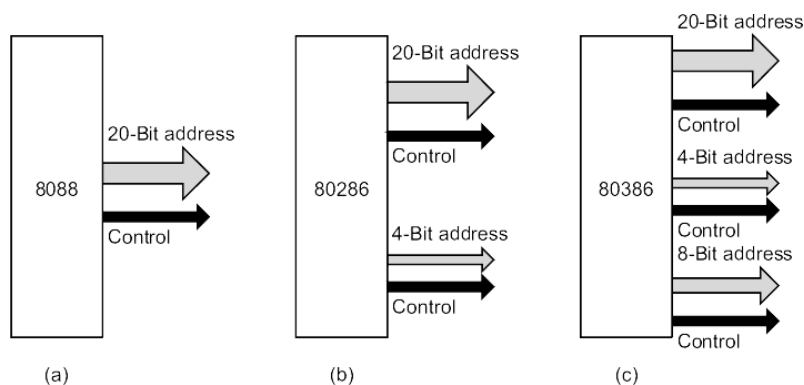 8088
20-Bit address
Control
(a)
80286
20-Bit address
Control
4-Bit address
Control
(b)
80386
20-Bit address
Control
4-Bit address
Control
8-Bit address
Control
(c)